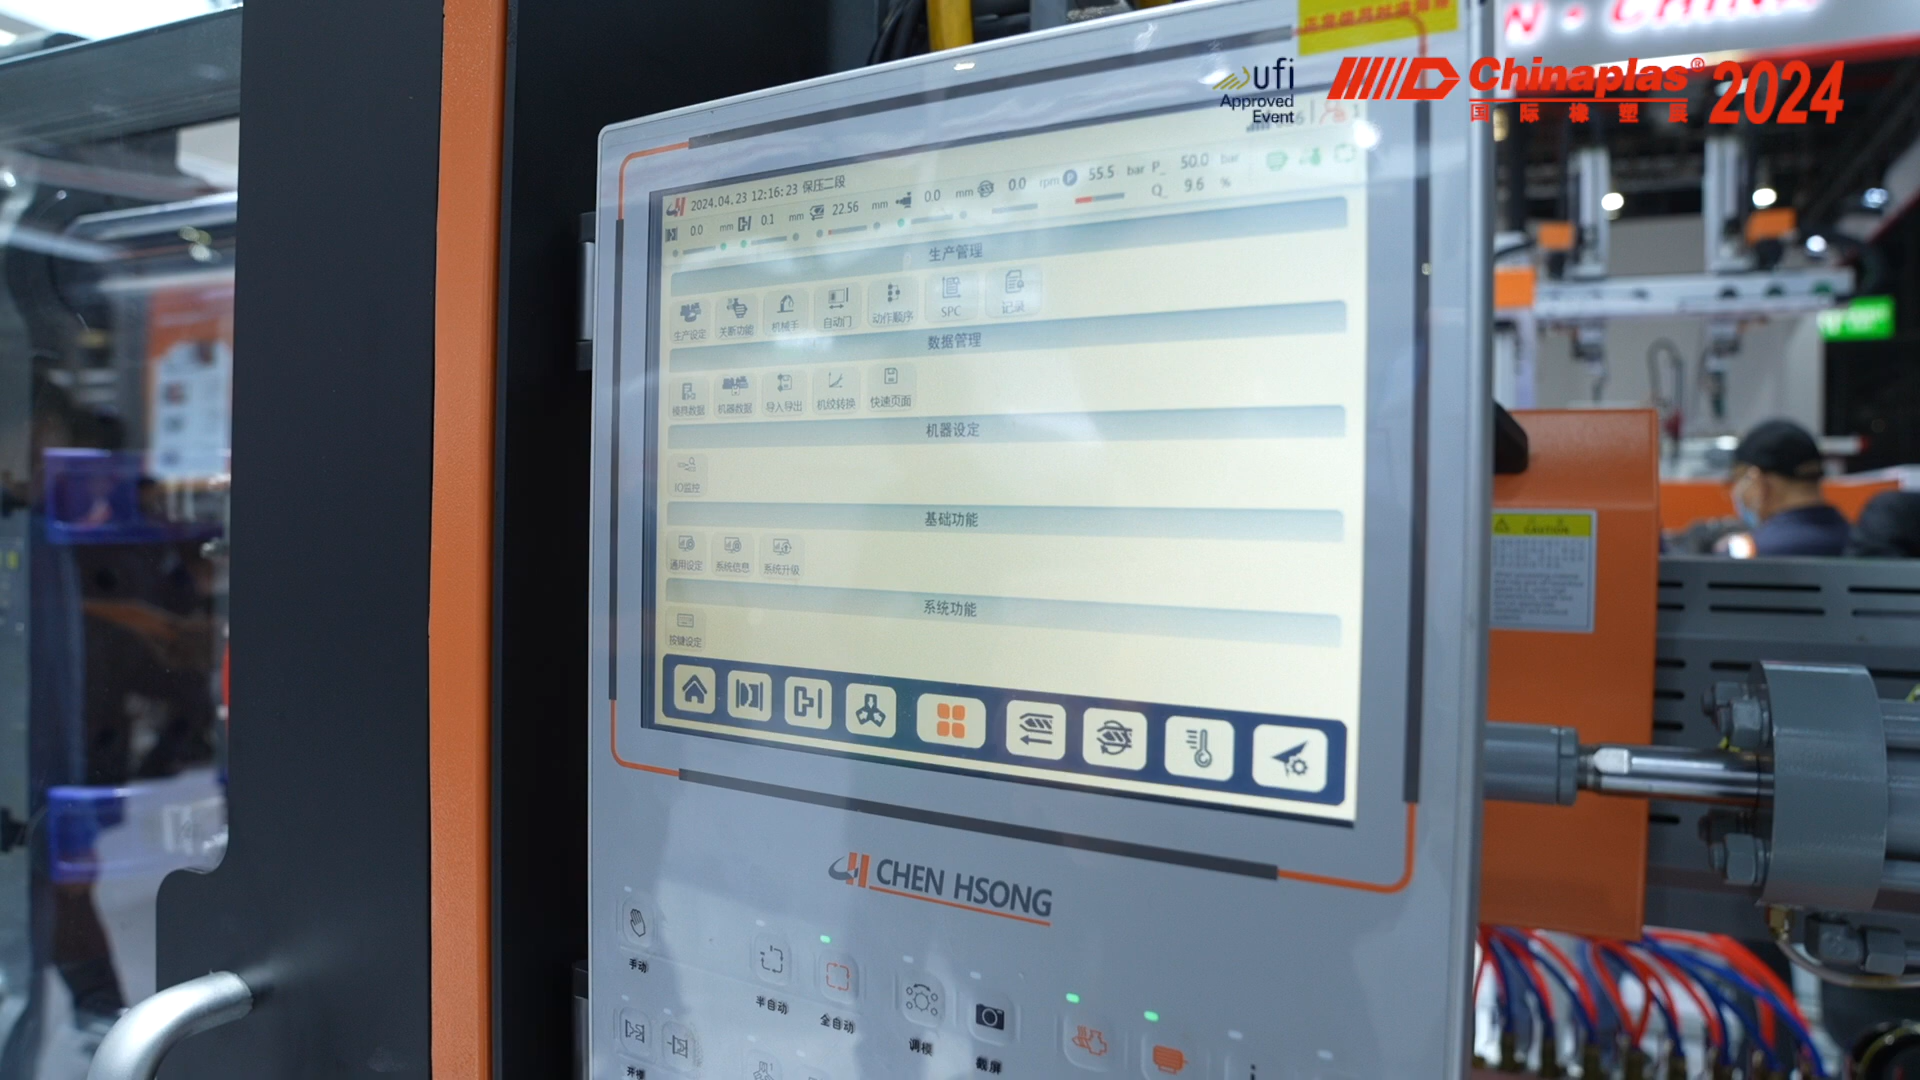 ufi
Approved
Event
Chinaplas® 2024
国际橡塑展
2024.04.23 12:16:23 保压二段
0.0 mm 0.1 mm 22.56 mm 0.0 mm 0.0 rpm P 55.5 bar P_ 50.0 bar
Q_ 9.6 %
生产管理
生产设定 关断功能 机械手 自动门 动作顺序 SPC 记录
数据管理
模具数据 机器数据 导入导出 机绞转换 快速页面
机器设定
IO监控
基础功能
通用设定 系统信息 系统升级
系统功能
按键设定
CHEN HSONG
手动 半自动 全自动 调模 截屏
开模
CAUTION